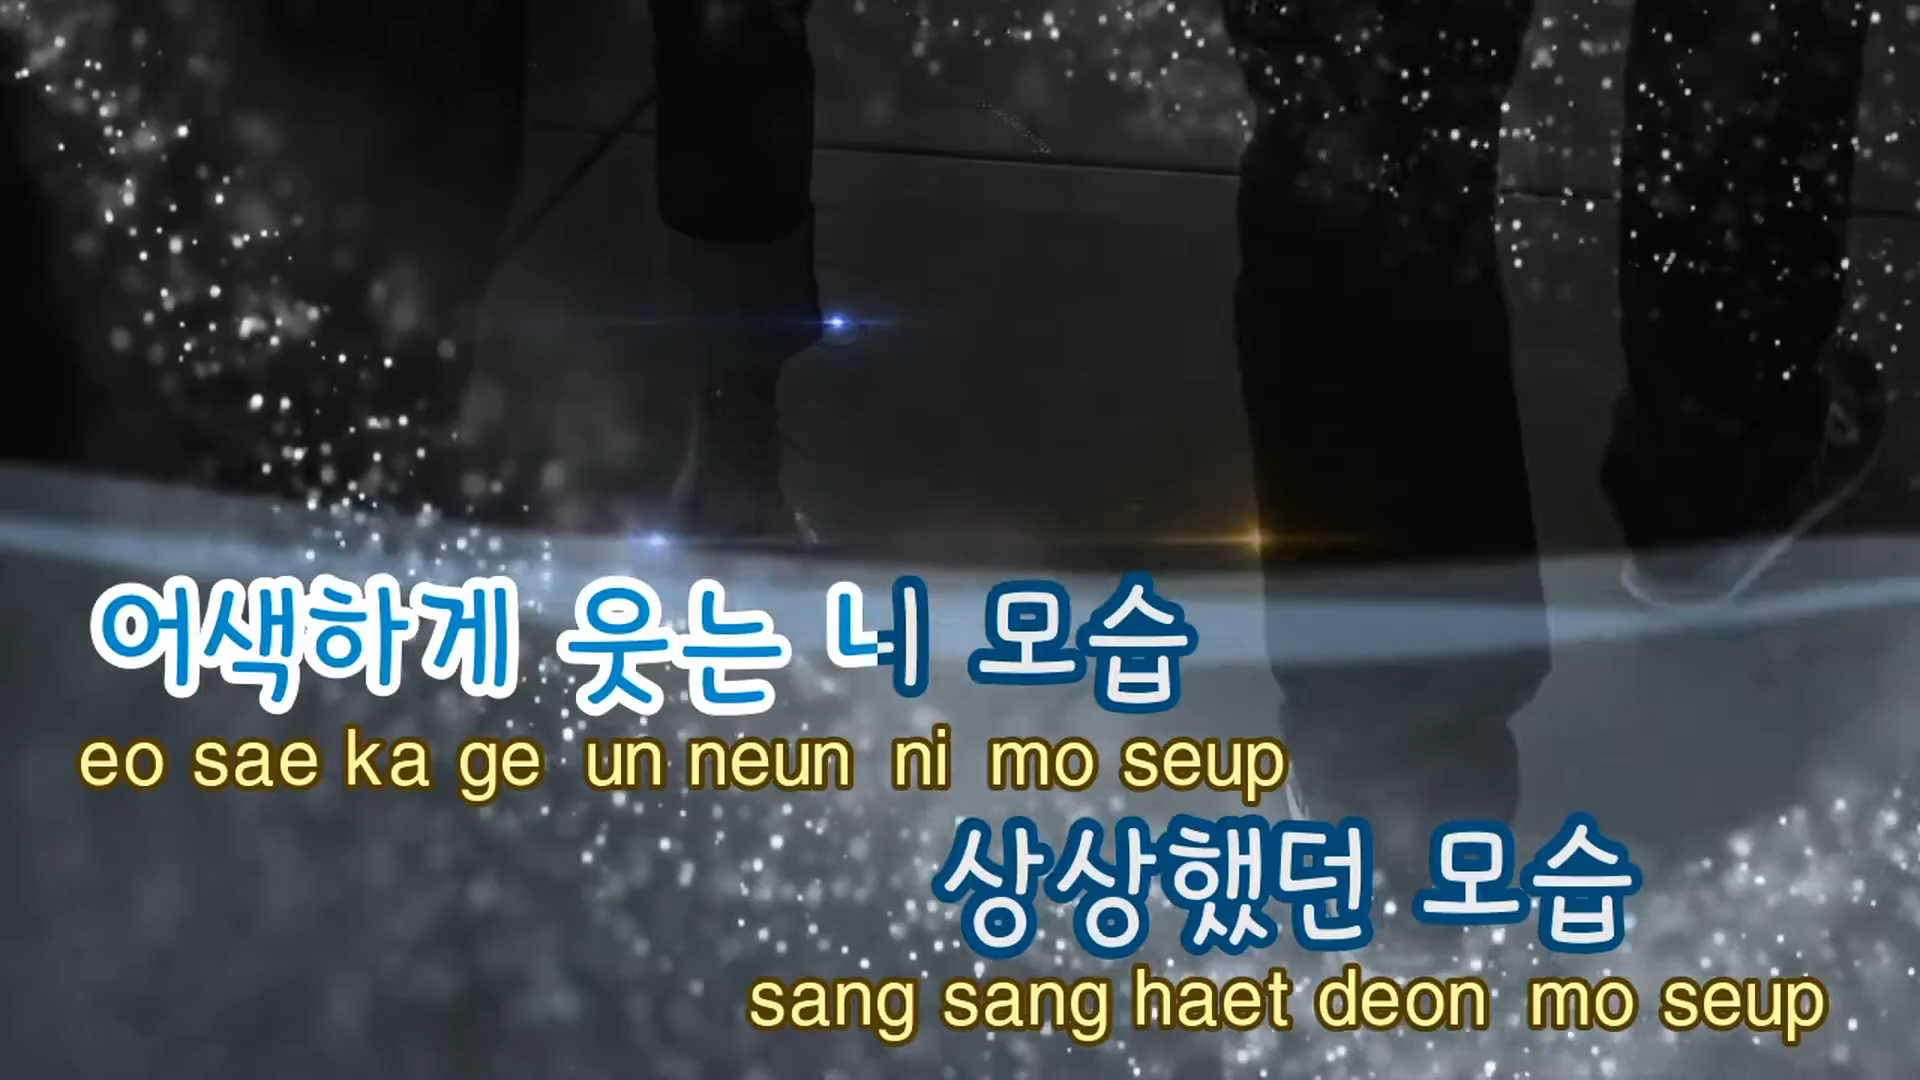 어색하게 웃는 니 모습
eo sae ka ge un neun ni mo seup
상상했던 모습
sang sang haet deon mo seup